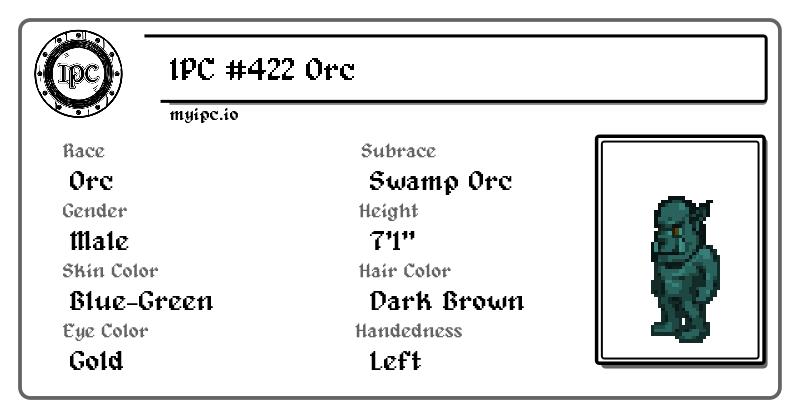 IPC
IPC #422 Orc
myipc.io
Race
Orc
Subrace
Swamp Orc
Gender
Male
Height
7'1"
Skin Color
Blue-Green
Hair Color
Dark Brown
Eye Color
Gold
Handedness
Left